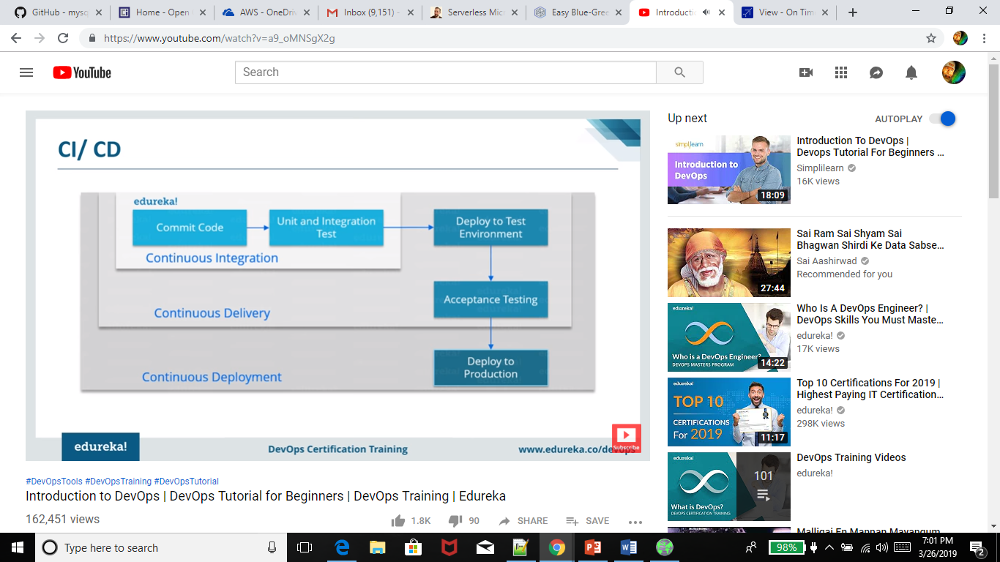 GitHub - mysq
Home - Open
AWS - OneDriv
Inbox (9,151) -
Serverless Micr
Easy Blue-Gree
Introductin
View - On Tim
https://www.youtube.com/watch?v=a9_oMNSgX2g
YouTube
Search
CI/ CD
edureka!
Commit Code
Unit and Integration
Test
Deploy to Test
Environment
Continuous Integration
Acceptance Testing
Continuous Delivery
Deploy to
Production
Continuous Deployment
Subscribe
edureka!
DevOps Certification Training
www.edureka.co/devops
#DevOpsTools #DevOpsTraining #DevOpsTutorial
Introduction to DevOps | DevOps Tutorial for Beginners | DevOps Training | Edureka
162,451 views
1.8K
90
SHARE
SAVE
Up next
AUTOPLAY
simplilearn
Introduction to
DevOps
18:09
Introduction To DevOps |
Devops Tutorial For Beginners ...
Simplilearn
16K views
27:44
Sai Ram Sai Shyam Sai
Bhagwan Shirdi Ke Data Sabse...
Sai Aashirwad
Recommended for you
edureka!
Who is a DevOps Engineer?
DEVOPS MASTERS PROGRAM
14:22
Who Is A DevOps Engineer? |
DevOps Skills You Must Maste...
edureka!
17K views
edureka!
TOP 10
CERTIFICATIONS
For 2019
11:17
Top 10 Certifications For 2019 |
Highest Paying IT Certification...
edureka!
298K views
edureka!
What is DevOps?
DEVOPS CERTIFICATION TRAINING
101
DevOps Training Videos
edureka!
Malligai En Mannan Mayangum
Type here to search
98%
7:01 PM
3/26/2019
2